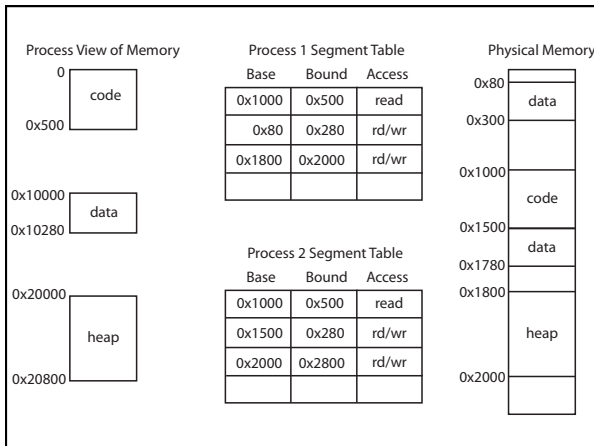 Process View of Memory
0
code
0x500
0x10000
data
0x10280
0x20000
heap
0x20800
Process 1 Segment Table
Base Bound Access
0x1000 0x500 read
0x80 0x280 rd/wr
0x1800 0x2000 rd/wr
Process 2 Segment Table
Base Bound Access
0x1000 0x500 read
0x1500 0x280 rd/wr
0x2000 0x2800 rd/wr
Physical Memory
0x80
data
0x300
0x1000
code
0x1500
data
0x1780
0x1800
heap
0x2000